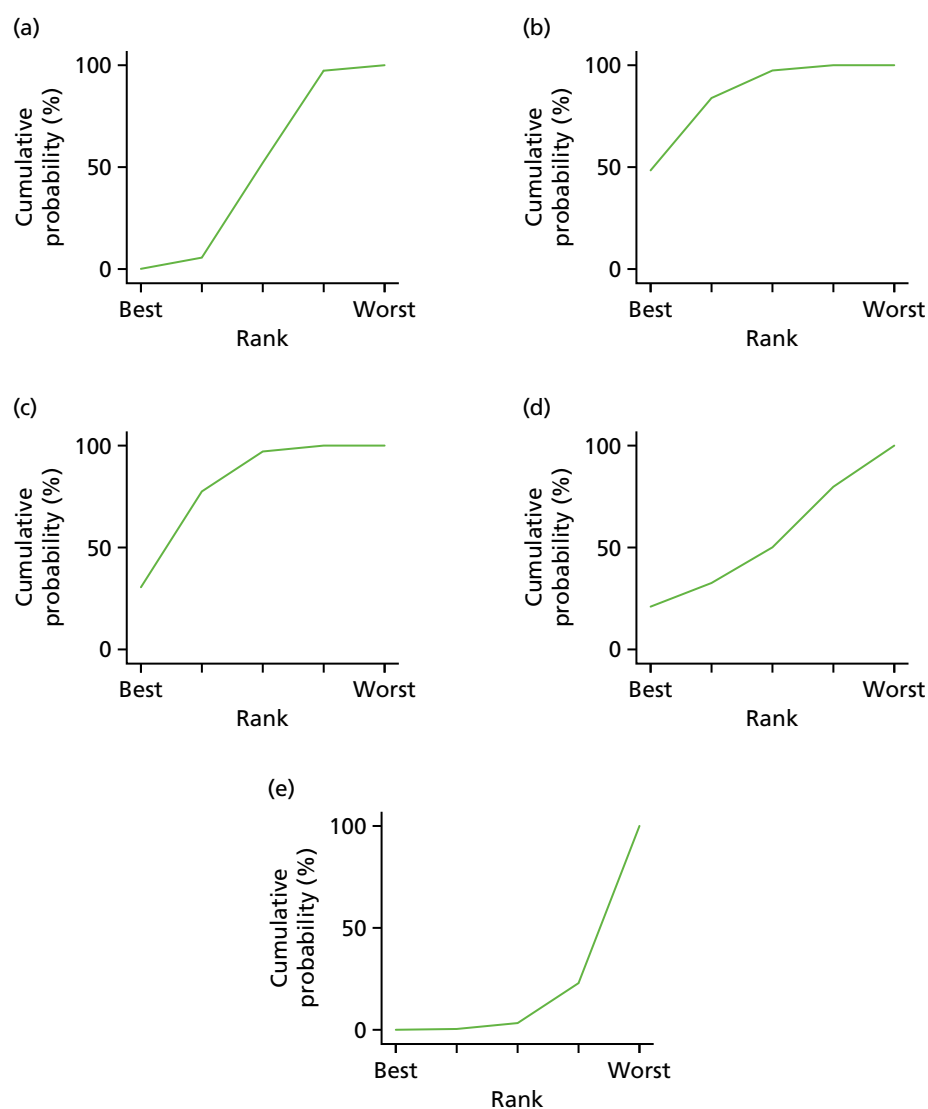 (a)
100
50
0
Cumulative
probability (%)
Best
Worst
Rank
(b)
100
50
0
Cumulative
probability (%)
Best
Worst
Rank
(c)
100
50
0
Cumulative
probability (%)
Best
Worst
Rank
(d)
100
50
0
Cumulative
probability (%)
Best
Worst
Rank
(e)
100
50
0
Cumulative
probability (%)
Best
Worst
Rank